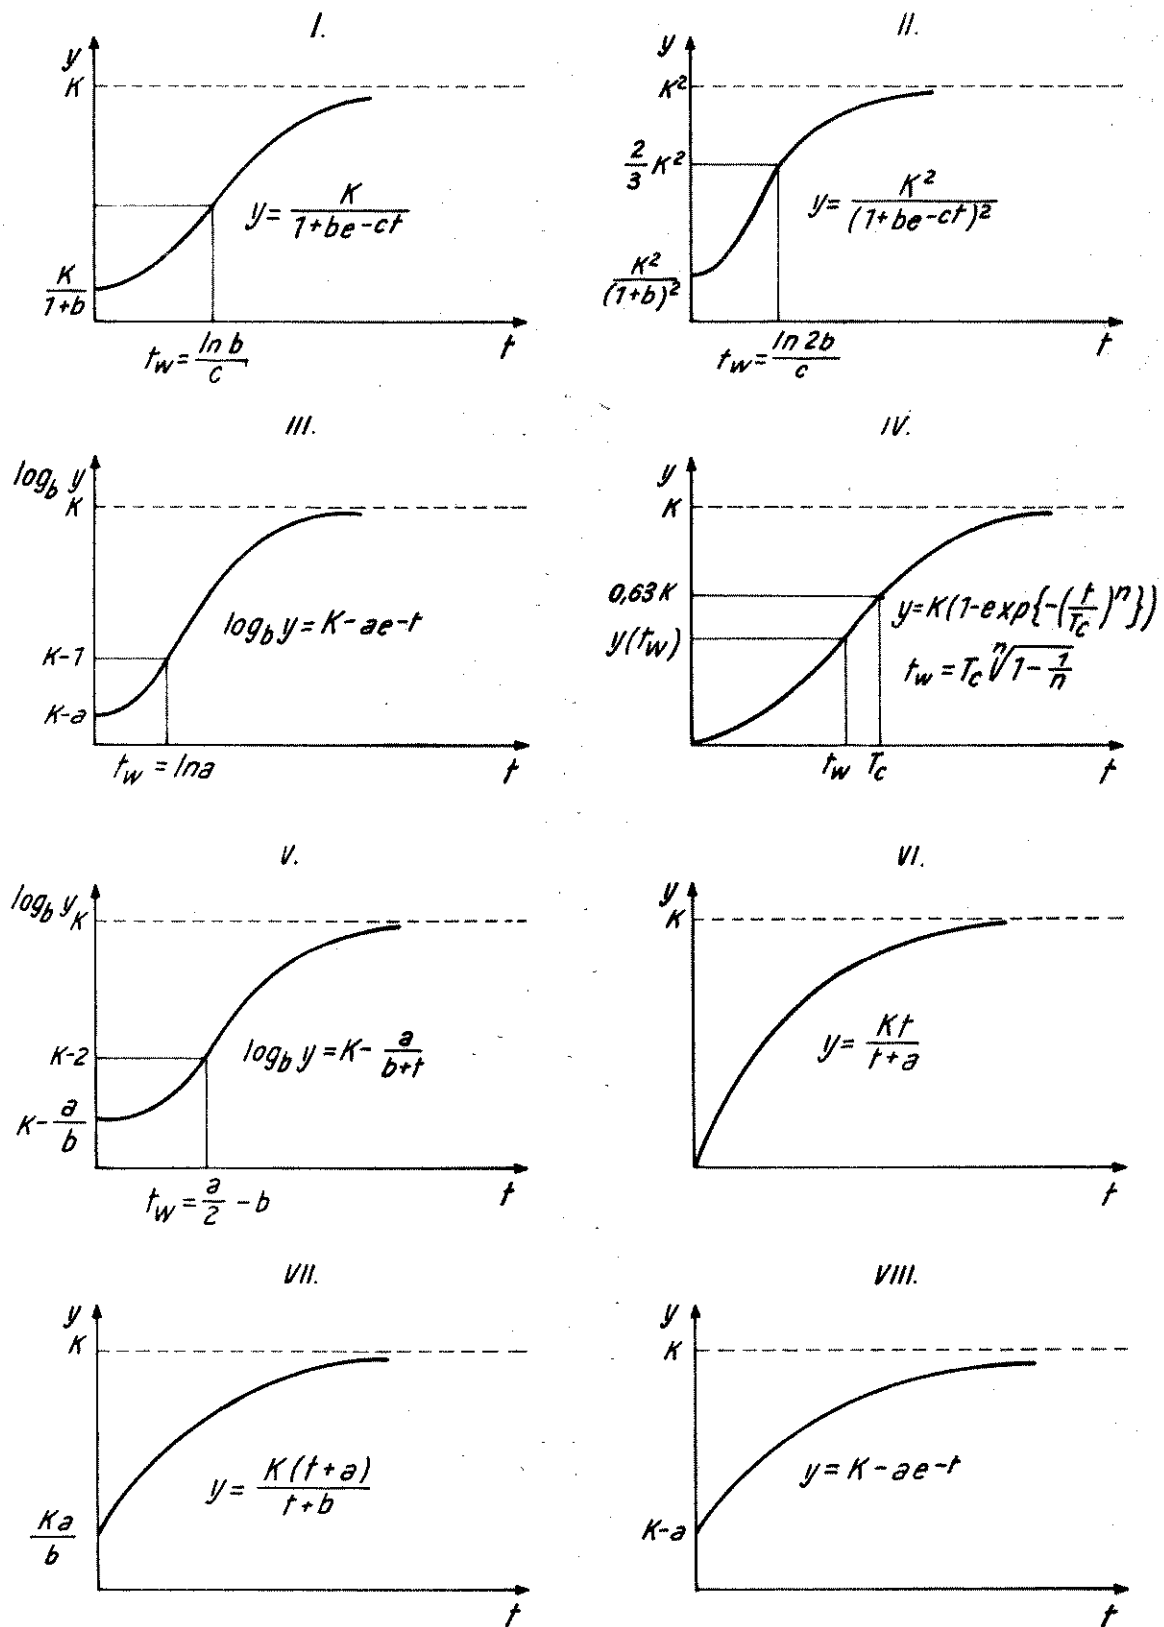 I.
y
K
y = K / (1+be-ct)
K / (1+b)
t_w = ln b / c
t
II.
y
K²
2/3 K²
y = K² / (1+be-ct)²
K² / (1+b)²
t_w = ln 2b / c
t
III.
log_b y
K
log_b y = K-ae-t
K-1
K-a
t_w = lna
t
IV.
y
K
0,63K
y=K(1-exp{-(t/T_c)^n})
y(t_w)
t_w = T_c ⁿ√(1-1/n)
t_w T_c
t
V.
log_b y
K
K-2
log_b y = K- a/(b+t)
K- a/b
t_w = a/2 -b
t
VI.
y
K
y = Kt / (t+a)
t
VII.
y
K
y = K(t+a) / (t+b)
Ka / b
t
VIII.
y
K
y = K-ae-t
K-a
t